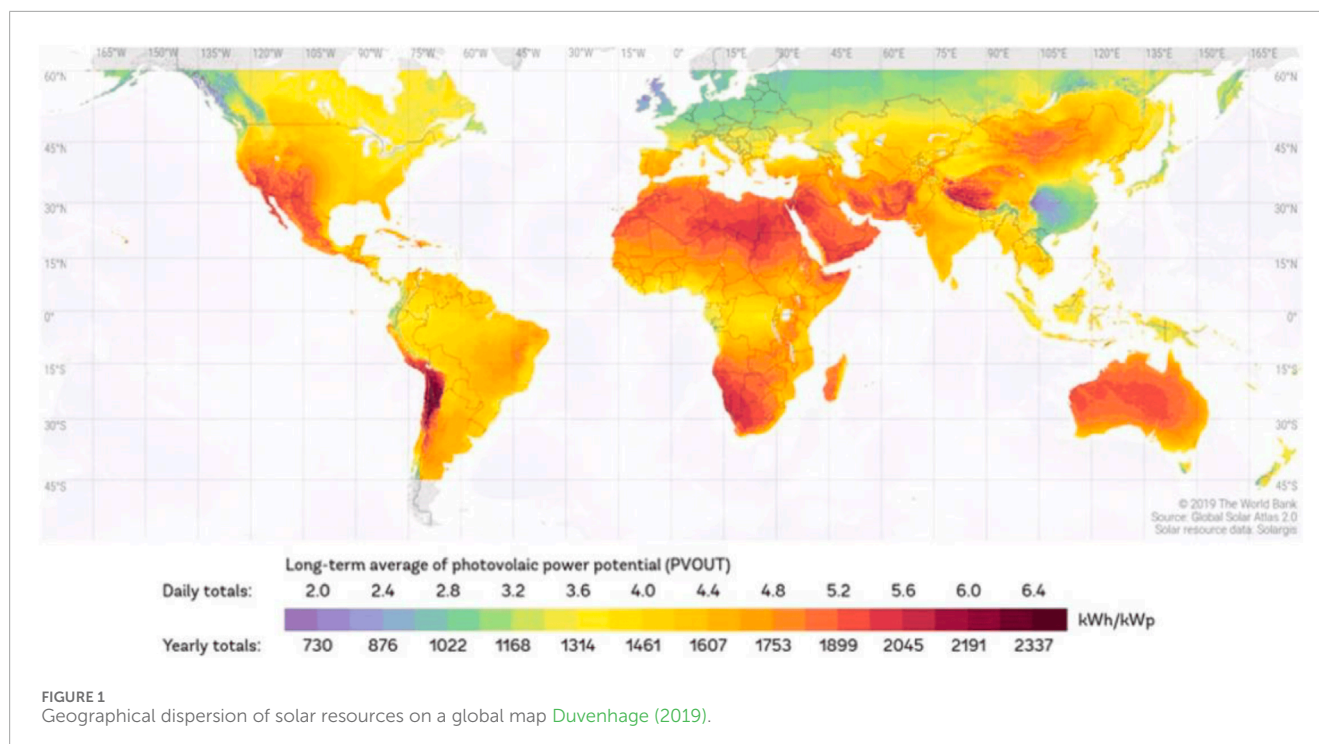 165°W 150°W 135°W 120°W 105°W 90°W 75°W 60°W 45°W 30°W 15°W 0° 15°E 30°E 45°E 60°E 75°E 90°E 105°E 120°E 135°E 150°E 165°E
60°N 60°N
45°N 45°N
30°N 30°N
15°N 15°N
0° 0°
15°S 15°S
30°S 30°S
45°S 45°S
© 2019 The World Bank
Source: Global Solar Atlas 2.0
Solar resource data: Solargis
Long-term average of photovolaic power potential (PVOUT)
Daily totals: 2.0 2.4 2.8 3.2 3.6 4.0 4.4 4.8 5.2 5.6 6.0 6.4
kWh/kWp
Yearly totals: 730 876 1022 1168 1314 1461 1607 1753 1899 2045 2191 2337
FIGURE 1
Geographical dispersion of solar resources on a global map Duvenhage (2019).